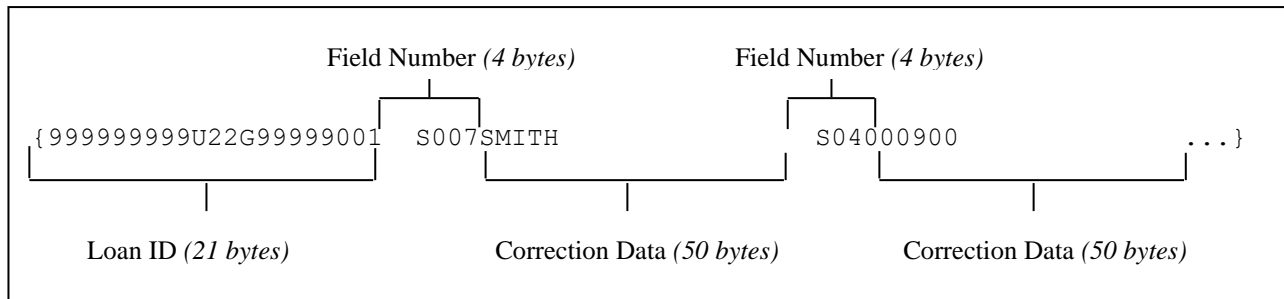 Field Number (4 bytes) Field Number (4 bytes)
{999999999U22G99999001 S007SMITH S04000900 ...}
Loan ID (21 bytes) Correction Data (50 bytes) Correction Data (50 bytes)